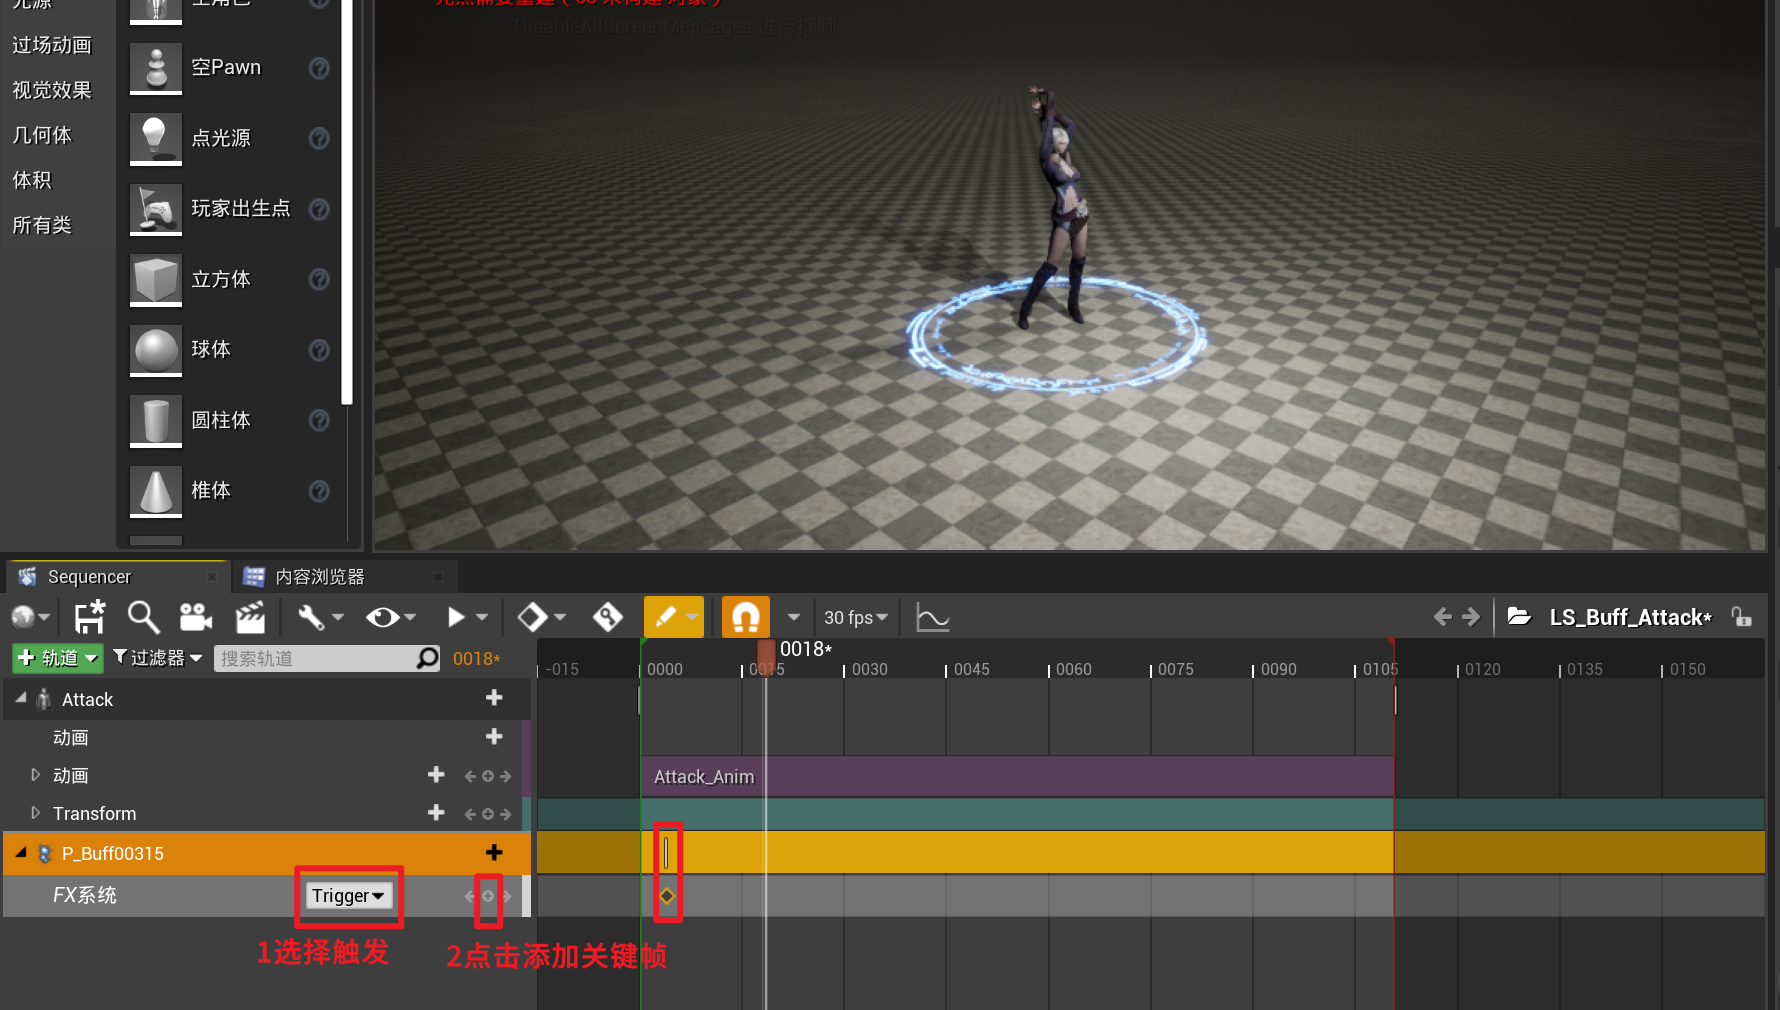 光源
过场动画
视觉效果
几何体
体积
所有类
空Pawn
点光源
玩家出生点
立方体
球体
圆柱体
椎体
'DisableAllScreenMessages'进行抑制
Sequencer
内容浏览器
30 fps
LS_Buff_Attack*
轨道
过滤器
搜索轨道
0018*
0018*
-015
0000
0015
0030
0045
0060
0075
0090
0105
0120
0135
0150
Attack
动画
动画
Attack_Anim
Transform
P_Buff00315
FX系统
Trigger
1选择触发
2点击添加关键帧